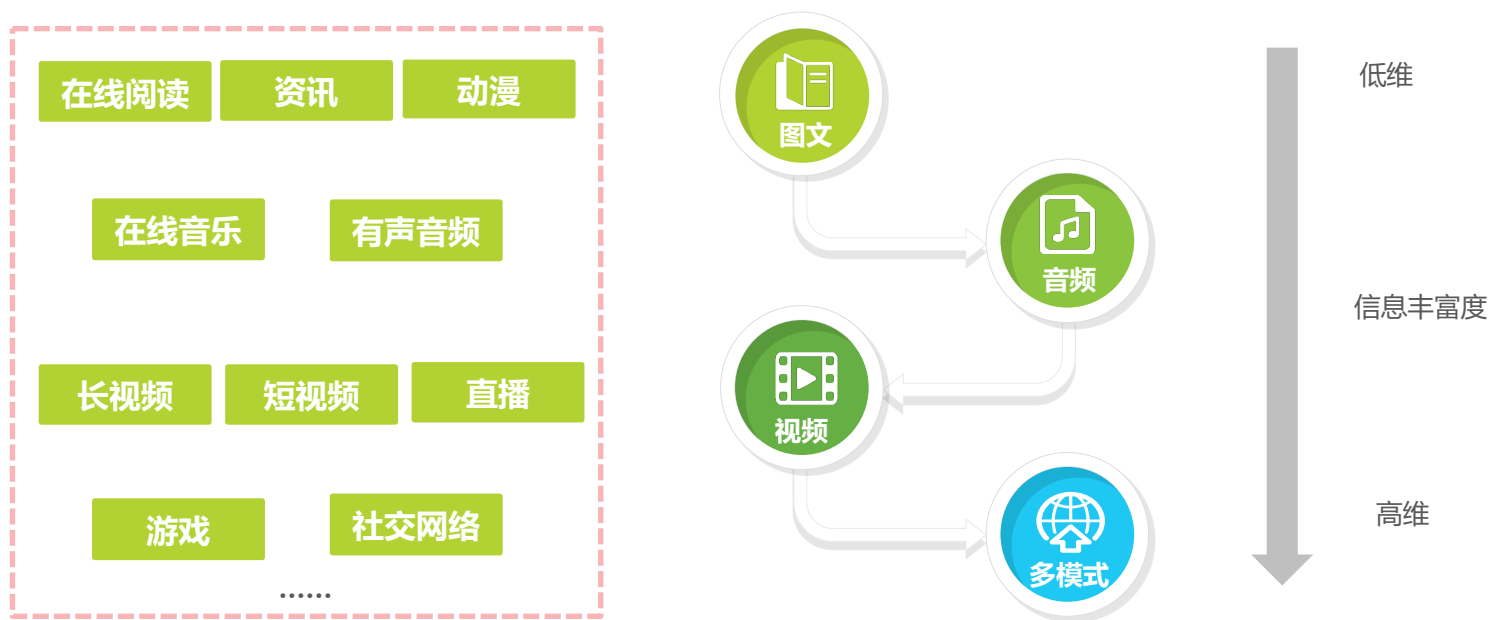 在线阅读
资讯
动漫
在线音乐
有声音频
长视频
短视频
直播
游戏
社交网络
······
图文
音频
视频
多模式
低维
信息丰富度
高维